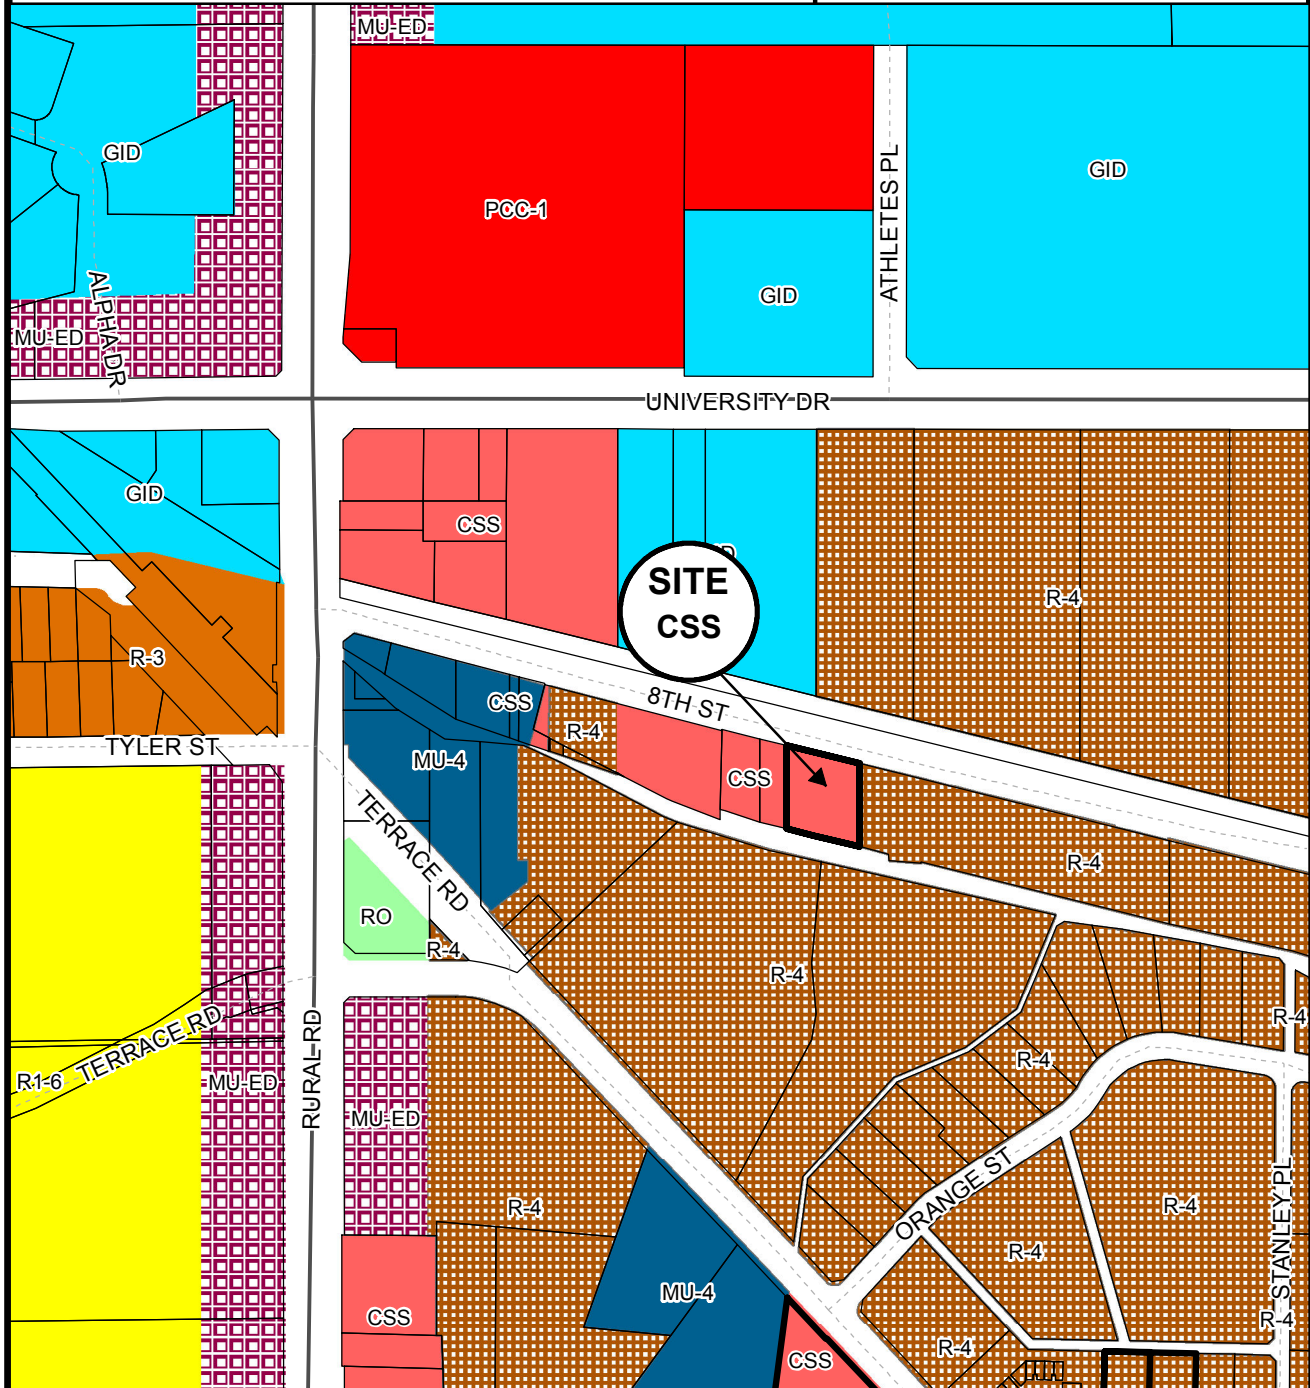 MU-ED
GID
ATHLETES PL
GID
PCC-1
GID
ALPHA DR
MU-ED
UNIVERSITY DR
GID
CSS
SITE
CSS
R-4
R-3
8TH ST
CSS
R-4
TYLER ST
MU-4
CSS
TERRACE RD
R-4
RO
R-4
R-4
R-4
TERRACE RD
RURAL RD
R-4
R1-6
MU-ED
MU-ED
ORANGE ST
STANLEY PL
R-4
R-4
R-4
MU-4
CSS
R-4
R-4
CSS